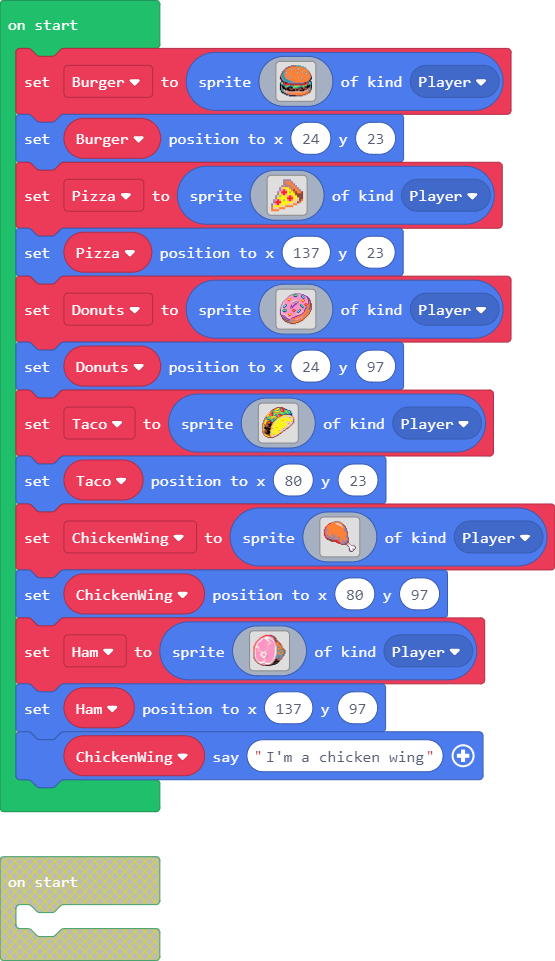 on start
set Burger to sprite of kind Player
set Burger position to x 24 y 23
set Pizza to sprite of kind Player
set Pizza position to x 137 y 23
set Donuts to sprite of kind Player
set Donuts position to x 24 y 97
set Taco to sprite of kind Player
set Taco position to x 80 y 23
set ChickenWing to sprite of kind Player
set ChickenWing position to x 80 y 97
set Ham to sprite of kind Player
set Ham position to x 137 y 97
ChickenWing say "I'm a chicken wing"
on start